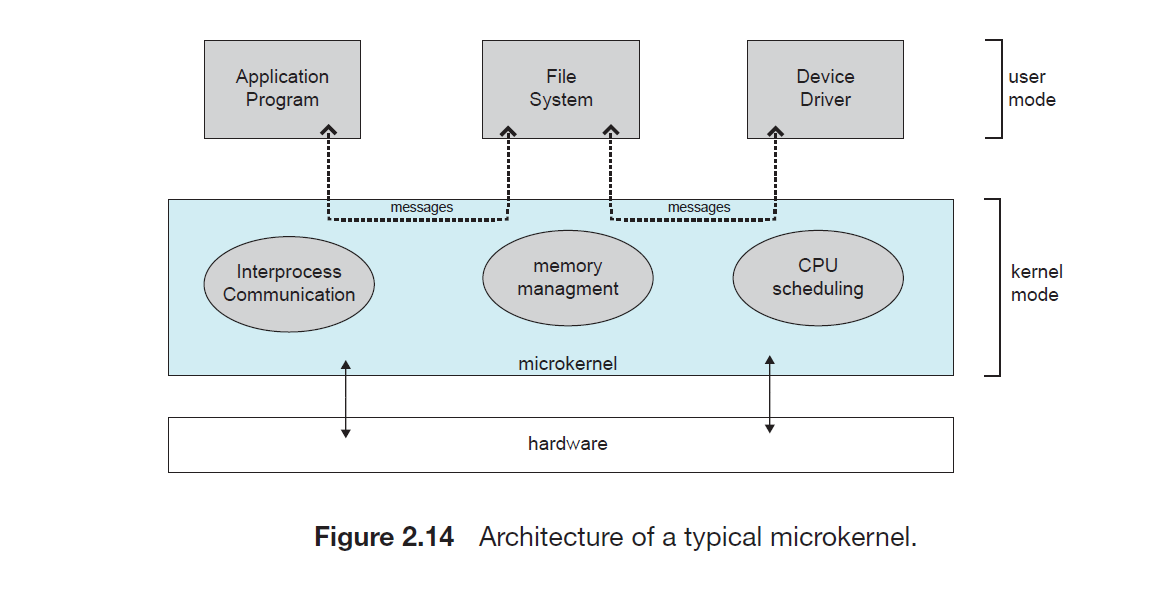 Application
Program
File
System
Device
Driver
user
mode
messages
messages
Interprocess
Communication
memory
managment
CPU
scheduling
kernel
mode
microkernel
hardware
Figure 2.14 Architecture of a typical microkernel.